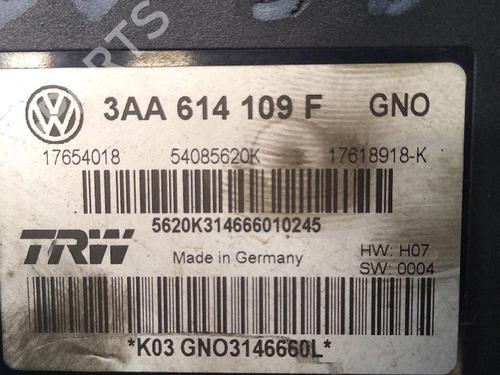 3AA 614 109 F GNO
17654018 54085620K 17618918-K
5620K314666010245
TRW Made in Germany HW: H07
SW: 0004
*K03 GNO3146660L*